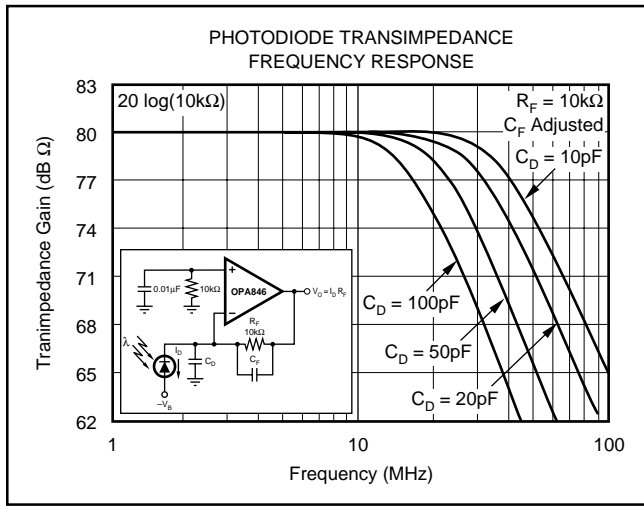 PHOTODIODE TRANSIMPEDANCE
FREQUENCY RESPONSE
83
80
77
74
71
68
65
62
Tranimpedance Gain (dB Ω)
20 log(10kΩ)
R_F = 10kΩ
C_F Adjusted
C_D = 10pF
C_D = 100pF
C_D = 50pF
C_D = 20pF
0.01µF
10kΩ
+
OPA846
–
V_O = I_D R_F
R_F
10kΩ
C_F
λ
I_D
C_D
–V_B
1
10
100
Frequency (MHz)